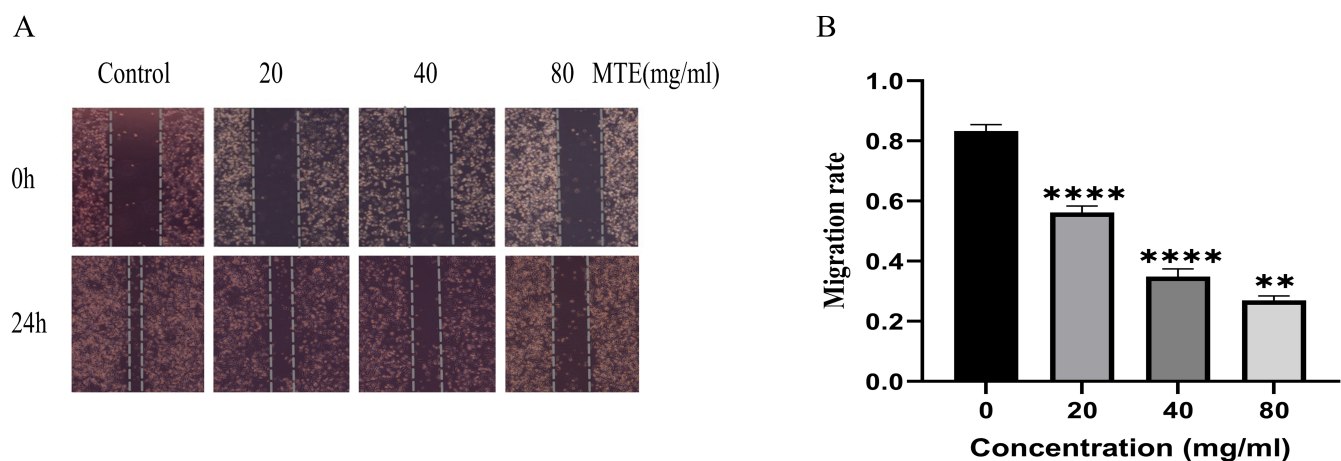 A
Control 20 40 80 MTE(mg/ml)
0h
24h
B
Migration rate
1.0
0.8
0.6
0.4
0.2
0.0
****
****
**
0 20 40 80
Concentration (mg/ml)